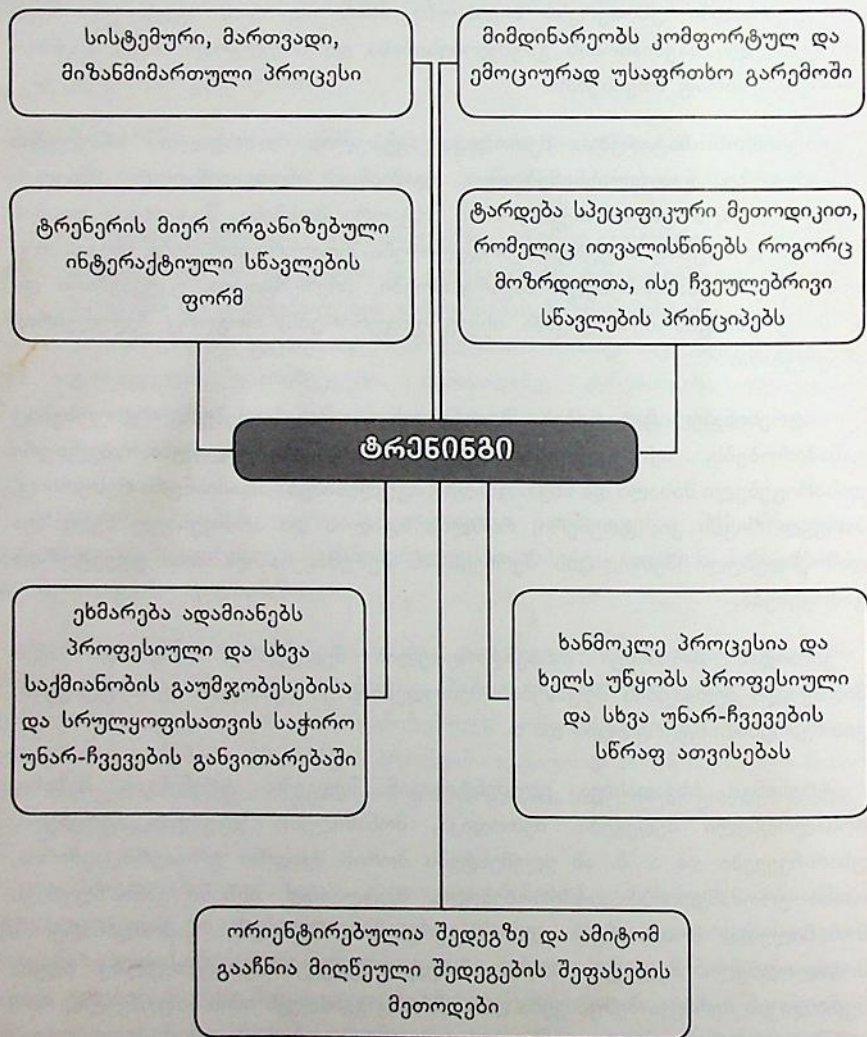 სისტემური, მართვადი,
მიზანმიმართული პროცესი
მიმდინარეობს კომფორტულ და
ემოციურად უსაფრთხო გარემოში
ტრენერის მიერ ორგანიზებული
ინტერაქტიული სწავლების
ფორმ
ტარდება სპეციფიკური მეთოდიკით,
რომელიც ითვალისწინებს როგორც
მოზრდილთა, ისე ჩვეულებრივი
სწავლების პრინციპებს
ტრენინგი
ეხმარება ადამიანებს
პროფესიული და სხვა
საქმიანობის გაუმჯობესებისა
და სრულყოფისათვის საჭირო
უნარ-ჩვევების განვითარებაში
ხანმოკლე პროცესია და
ხელს უწყობს პროფესიული
და სხვა უნარ-ჩვევების
სწრაფ ათვისებას
ორიენტირებულია შედეგზე და ამიტომ
გააჩნია მიღწეული შედეგების შეფასების
მეთოდები